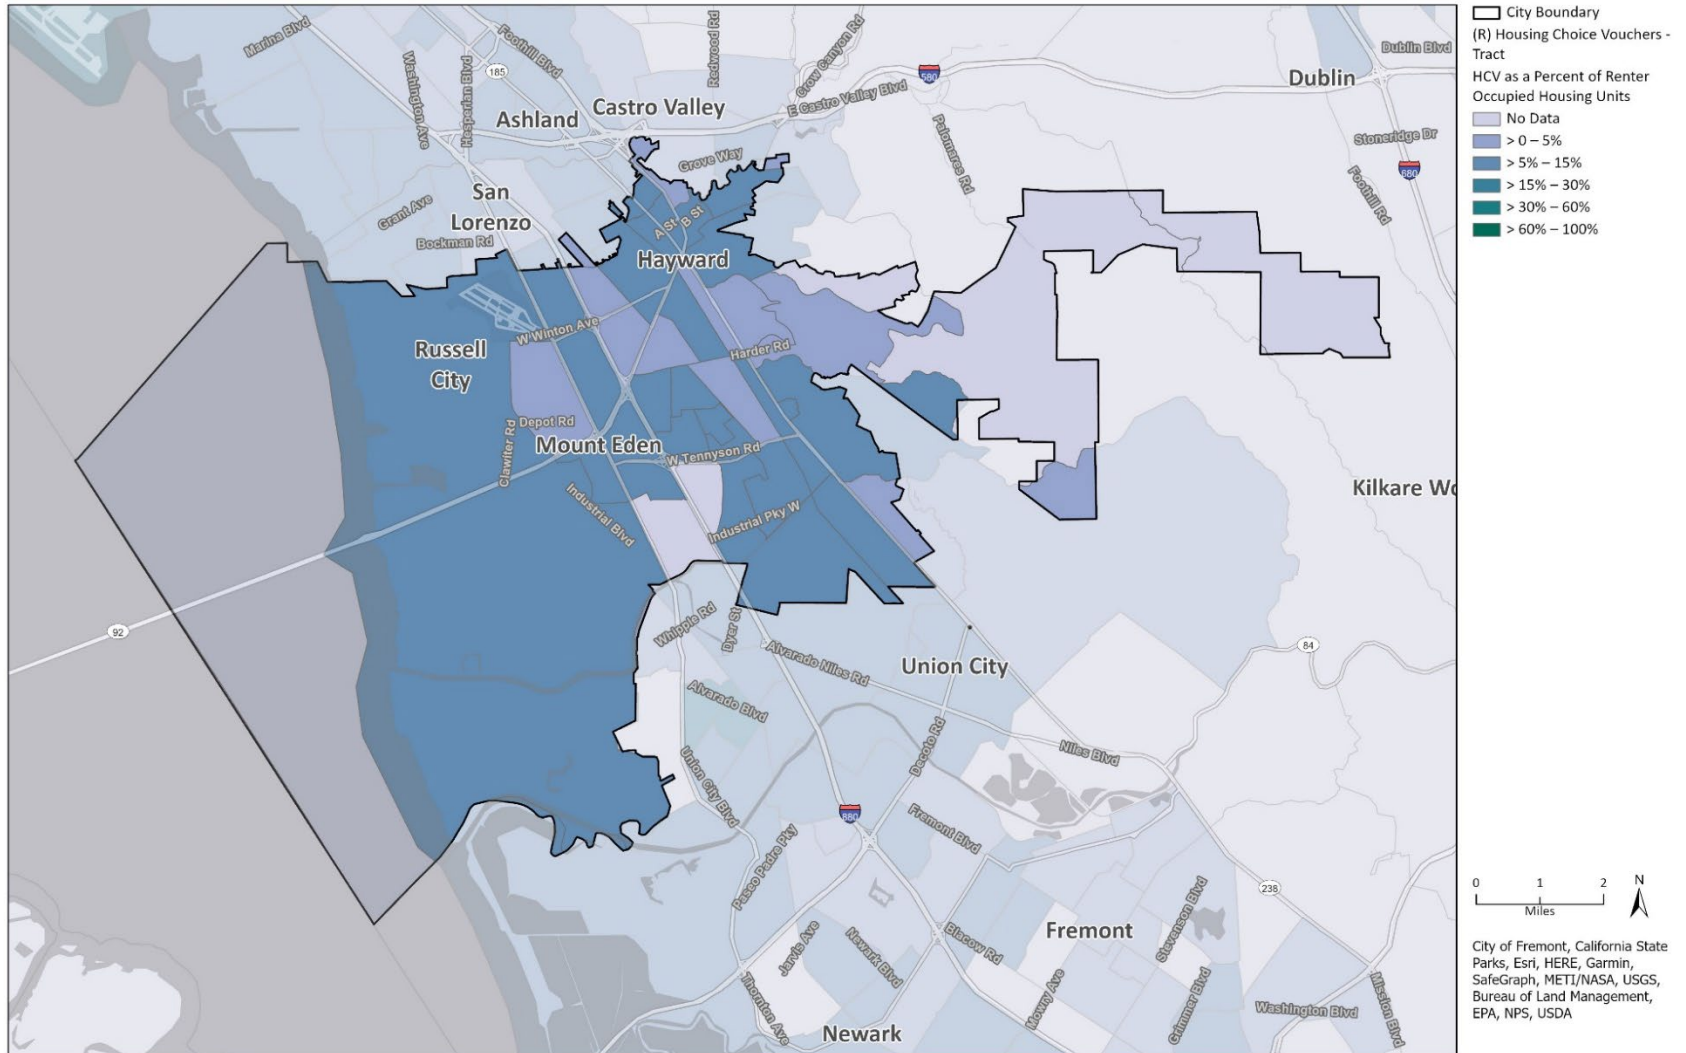 Marina Blvd
Washington Ave
Hesperian Blvd
185
Foothill Blvd
Redwood Rd
Crow Canyon Rd
E Castro Valley Blvd
580
Dublin
Dublin Blvd
Stoneridge Dr
680
Foothill Rd
Castro Valley
Ashland
Grove Way
Palomares Rd
San
Lorenzo
Grant Ave
Bockman Rd
A St
B St
Hayward
W Winton Ave
Russell
City
Harder Rd
Depot Rd
Clawiter Rd
Mount Eden
W Tennyson Rd
Industrial Blvd
Industrial Pky W
Kilkare Wo
92
Whipple Rd
Dyer St
Alvarado Niles Rd
Union City
84
Alvarado Blvd
Union City Blvd
Decoto Rd
Niles Blvd
880
Fremont Blvd
Paseo Padre Pky
238
Stevenson Blvd
Fremont
Blacow Rd
Jarvis Ave
Newark Blvd
Thornton Ave
Mowry Ave
Grimmer Blvd
Washington Blvd
Mission Blvd
Newark
City Boundary
(R) Housing Choice Vouchers -
Tract
HCV as a Percent of Renter
Occupied Housing Units
No Data
> 0 – 5%
> 5% – 15%
> 15% – 30%
> 30% – 60%
> 60% – 100%
0 1 2
Miles
N
City of Fremont, California State
Parks, Esri, HERE, Garmin,
SafeGraph, METI/NASA, USGS,
Bureau of Land Management,
EPA, NPS, USDA